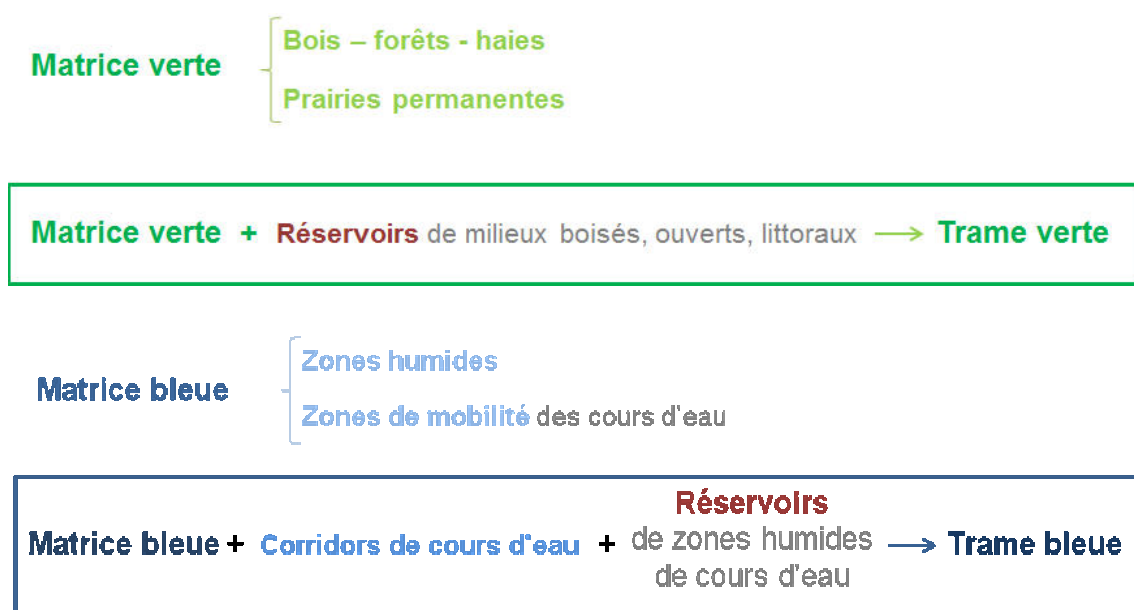 Matrice verte
Bois – forêts - haies
Prairies permanentes
Matrice verte + Réservoirs de milieux boisés, ouverts, littoraux → Trame verte
Matrice bleue
Zones humides
Zones de mobilité des cours d'eau
Matrice bleue + Corridors de cours d'eau + Réservoirs
de zones humides
de cours d'eau → Trame bleue